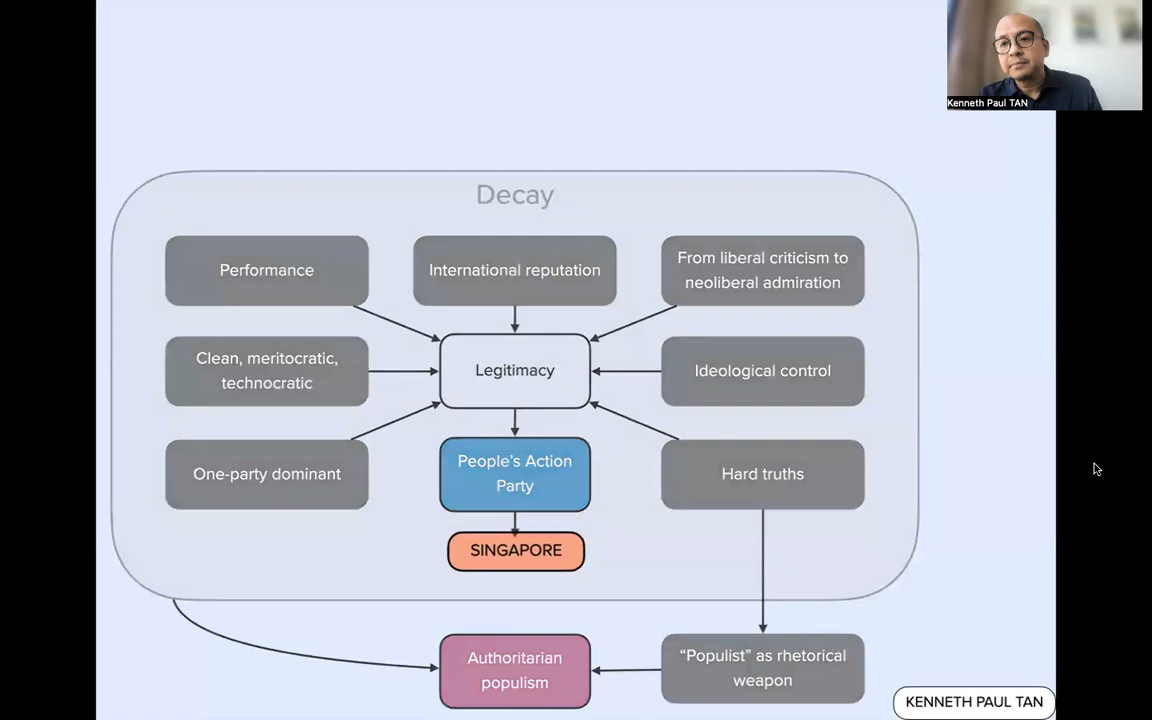 Kenneth Paul TAN
Decay
Performance
International reputation
From liberal criticism to
neoliberal admiration
Clean, meritocratic,
technocratic
Legitimacy
Ideological control
One-party dominant
People’s Action
Party
Hard truths
SINGAPORE
Authoritarian
populism
“Populist” as rhetorical
weapon
KENNETH PAUL TAN